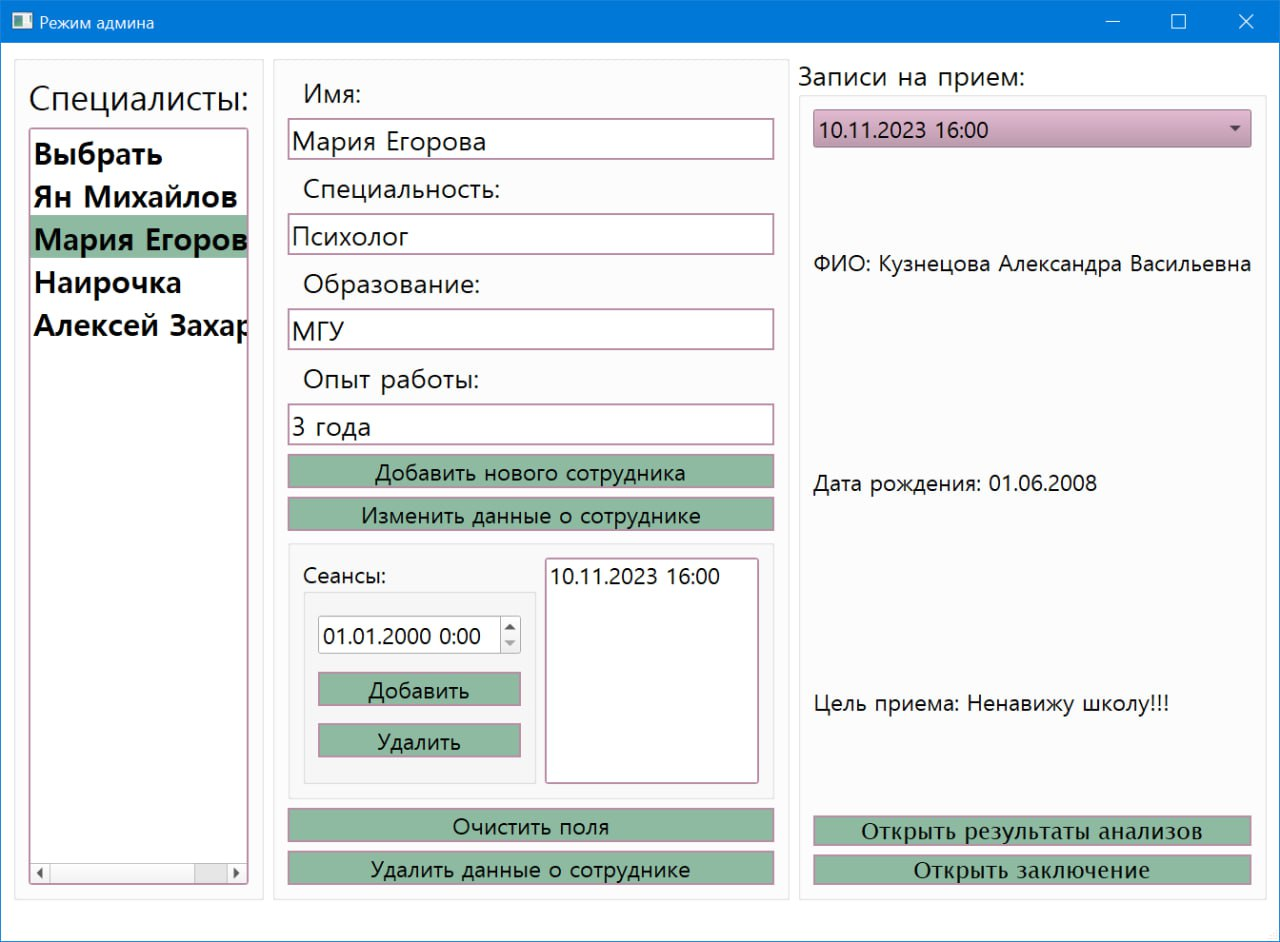 Режим админа
Специалисты:
Выбрать
Ян Михайлов
Мария Егоров
Наирочка
Алексей Захар
Имя:
Мария Егорова
Специальность:
Психолог
Образование:
МГУ
Опыт работы:
3 года
Добавить нового сотрудника
Изменить данные о сотруднике
Сеансы:
01.01.2000 0:00
Добавить
Удалить
10.11.2023 16:00
Очистить поля
Удалить данные о сотруднике
Записи на прием:
10.11.2023 16:00
ФИО: Кузнецова Александра Васильевна
Дата рождения: 01.06.2008
Цель приема: Ненавижу школу!!!
Открыть результаты анализов
Открыть заключение